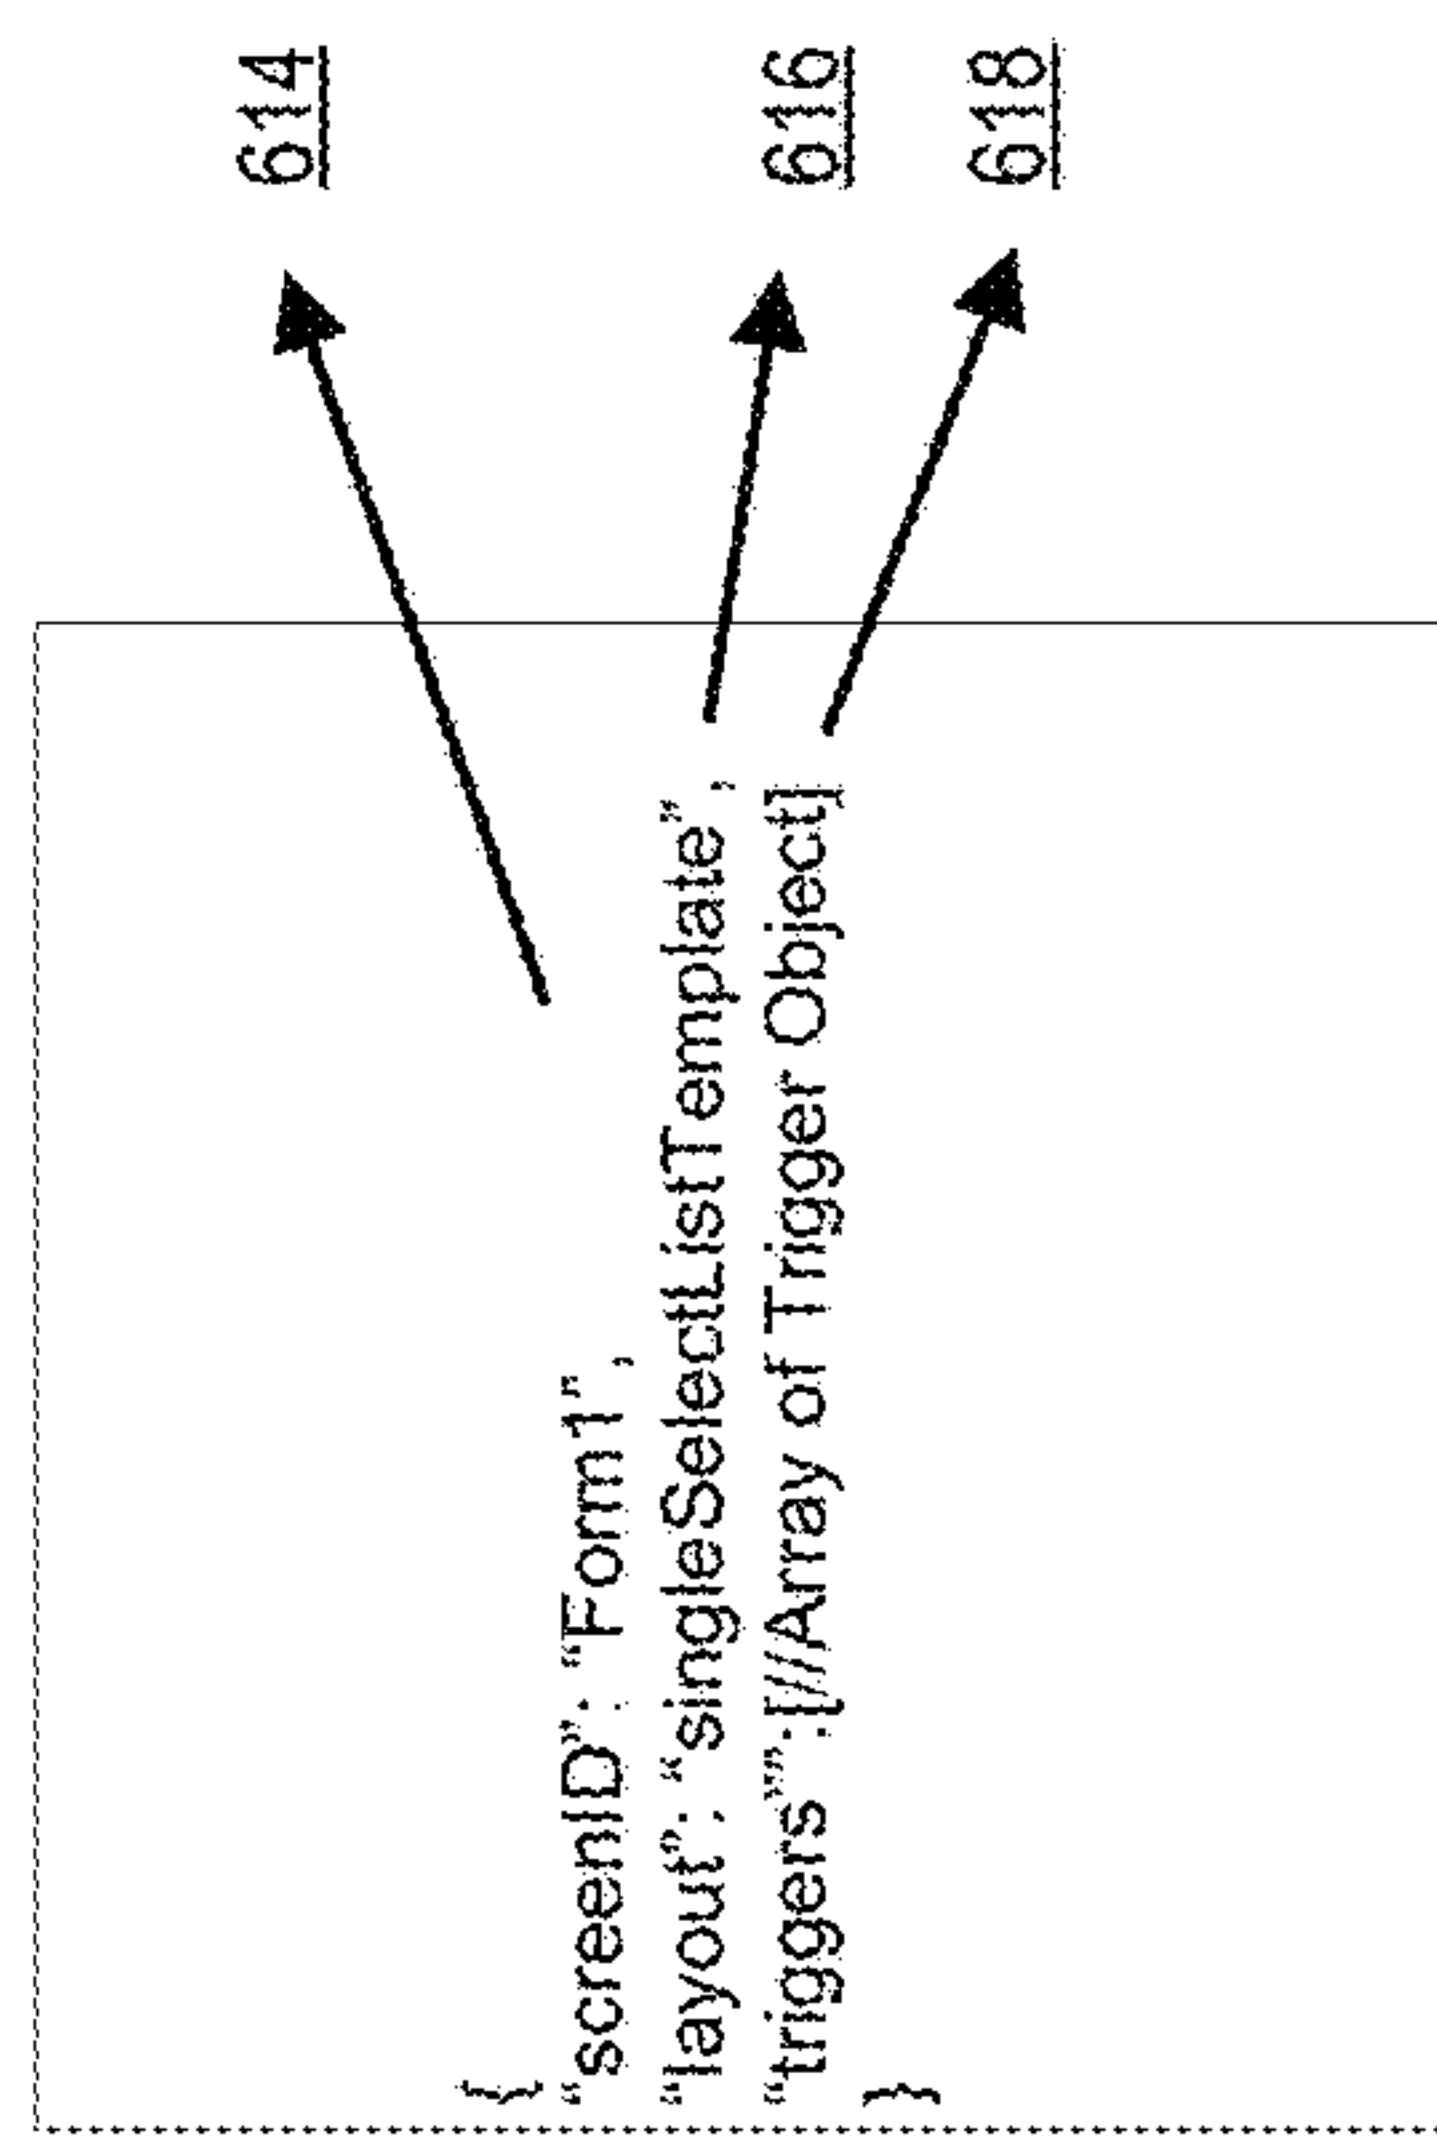 {
“screenID”: “Form1”,
“layout”: “singleSelectListTemplate”,
“triggers””:[//Array of Trigger Object]
}
614
616
618